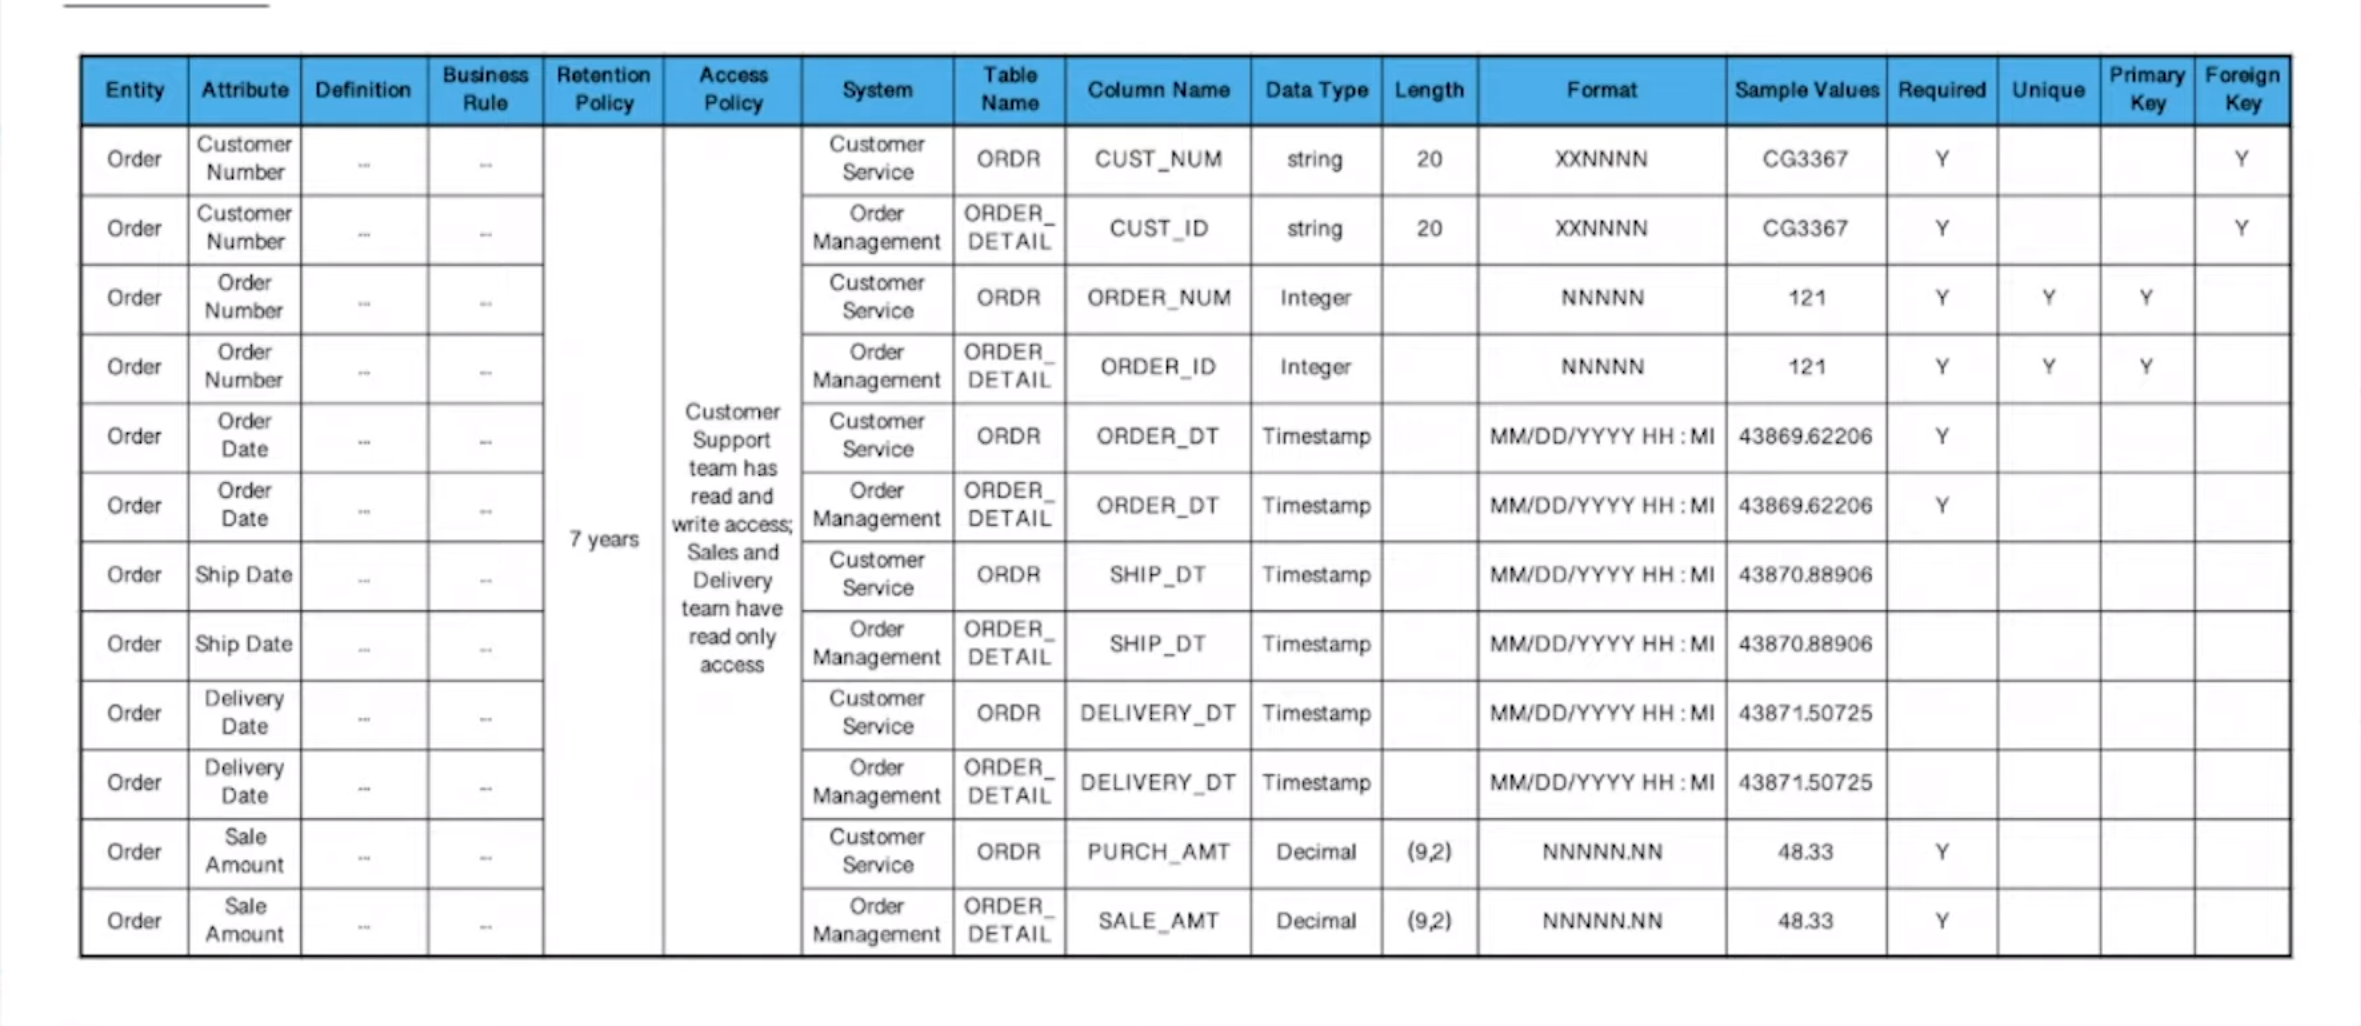 Entity Attribute Definition Business Rule Retention Policy Access Policy System Table Name Column Name Data Type Length Format Sample Values Required Unique Primary Key Foreign Key
Order Customer Number ... ... Customer Service ORDR CUST_NUM string 20 XXNNNN CG3367 Y Y
Order Customer Number ... ... Order Management ORDER_DETAIL CUST_ID string 20 XXNNNN CG3367 Y Y
Order Order Number ... ... Customer Service ORDR ORDER_NUM Integer NNNNN 121 Y Y Y
Order Order Number ... ... Order Management ORDER_DETAIL ORDER_ID Integer NNNNN 121 Y Y Y
Order Order Date ... ... Customer Service ORDR ORDER_DT Timestamp MM/DD/YYYY HH : MI 43869.62206 Y
Order Order Date ... ... Order Management ORDER_DETAIL ORDER_DT Timestamp MM/DD/YYYY HH : MI 43869.62206 Y
7 years
Customer Support team has read and write access; Sales and Delivery team have read only access
Order Ship Date ... ... Customer Service ORDR SHIP_DT Timestamp MM/DD/YYYY HH : MI 43870.88906
Order Ship Date ... ... Order Management ORDER_DETAIL SHIP_DT Timestamp MM/DD/YYYY HH : MI 43870.88906
Order Delivery Date ... ... Customer Service ORDR DELIVERY_DT Timestamp MM/DD/YYYY HH : MI 43871.50725
Order Delivery Date ... ... Order Management ORDER_DETAIL DELIVERY_DT Timestamp MM/DD/YYYY HH : MI 43871.50725
Order Sale Amount ... ... Customer Service ORDR PURCH_AMT Decimal (9,2) NNNNN.NN 48.33 Y
Order Sale Amount ... ... Order Management ORDER_DETAIL SALE_AMT Decimal (9,2) NNNNN.NN 48.33 Y